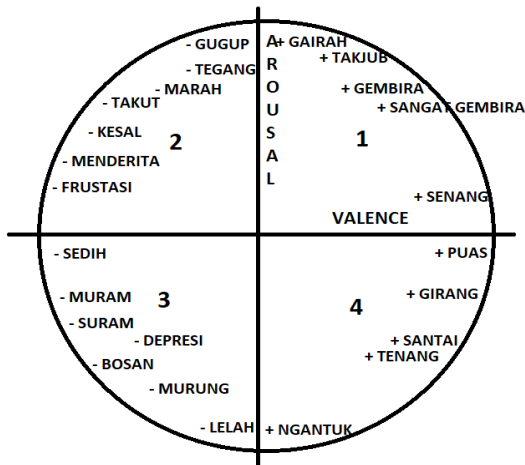 - GUGUP
- TEGANG
- MARAH
- TAKUT
- KESAL
- MENDERITA
- FRUSTASI
2
AROUSAL
+ GAIRAH
+ TAKJUB
+ GEMBIRA
+ SANGAT GEMBIRA
1
+ SENANG
VALENCE
- SEDIH
- MURAM
3
- SURAM
- DEPRESI
- BOSAN
- MURUNG
- LELAH
+ PUAS
+ GIRANG
4
+ SANTAI
+ TENANG
+ NGANTUK